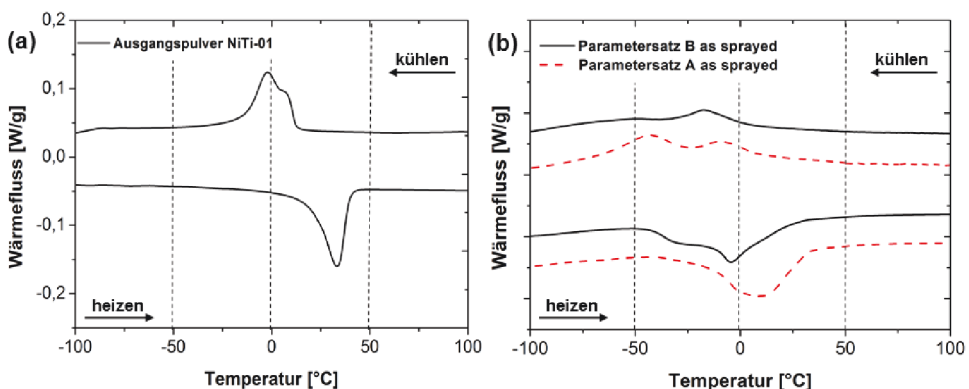 (a)
Wärmefluss [W/g]
0,2
0,1
0,0
-0,1
-0,2
Ausgangspulver NiTi-01
kühlen
heizen
-100 -50 0 50 100
Temperatur [°C]
(b)
Wärmefluss [W/g]
Parametersatz B as sprayed
Parametersatz A as sprayed
kühlen
heizen
-100 -50 0 50 100
Temperatur [°C]